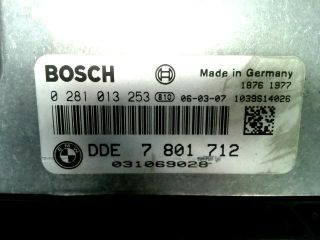 BOSCH Made in Germany
1876 1977
0 281 013 253 810 06-03-07 1039S14026
DDE 7 801 712
031069028